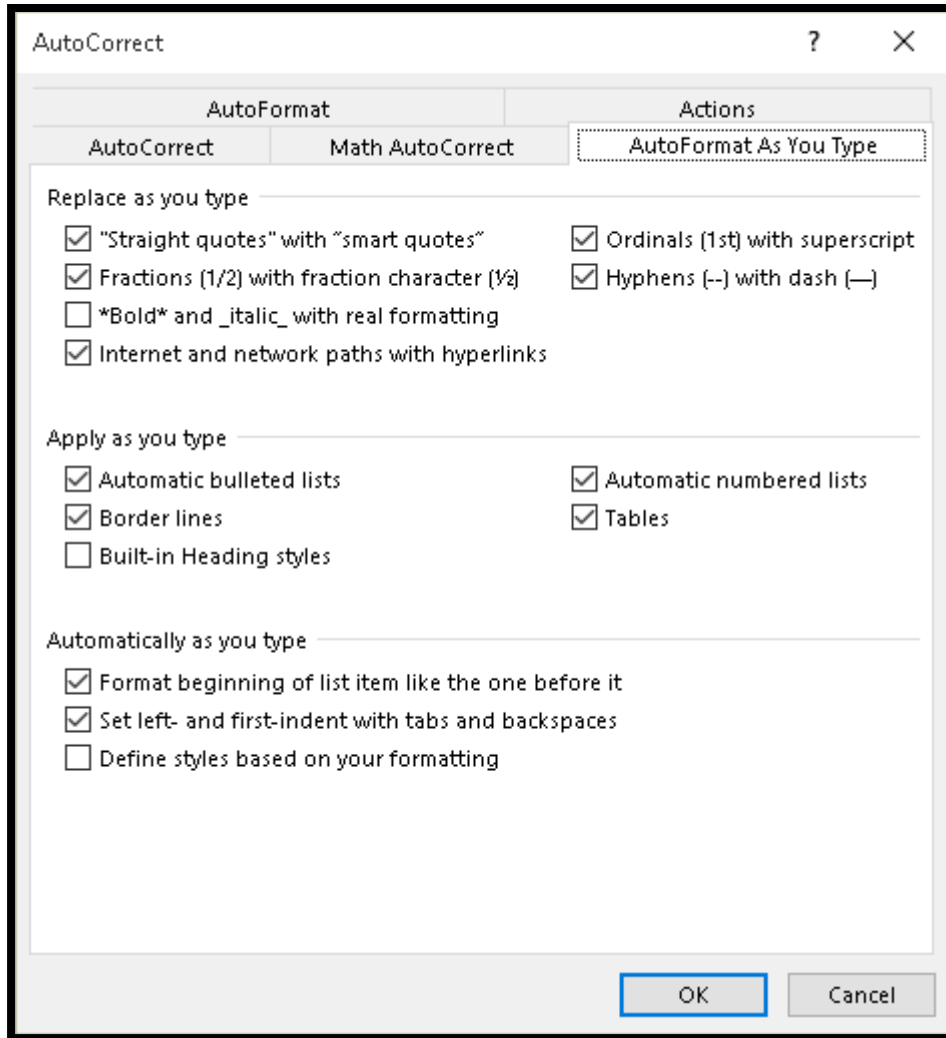 AutoCorrect ?
AutoFormat Actions
AutoCorrect Math AutoCorrect AutoFormat As You Type
Replace as you type
"Straight quotes" with “smart quotes” Ordinals (1st) with superscript
Fractions (1/2) with fraction character (½) Hyphens (--) with dash (—)
*Bold* and _italic_ with real formatting
Internet and network paths with hyperlinks
Apply as you type
Automatic bulleted lists Automatic numbered lists
Border lines Tables
Built-in Heading styles
Automatically as you type
Format beginning of list item like the one before it
Set left- and first-indent with tabs and backspaces
Define styles based on your formatting
OK Cancel